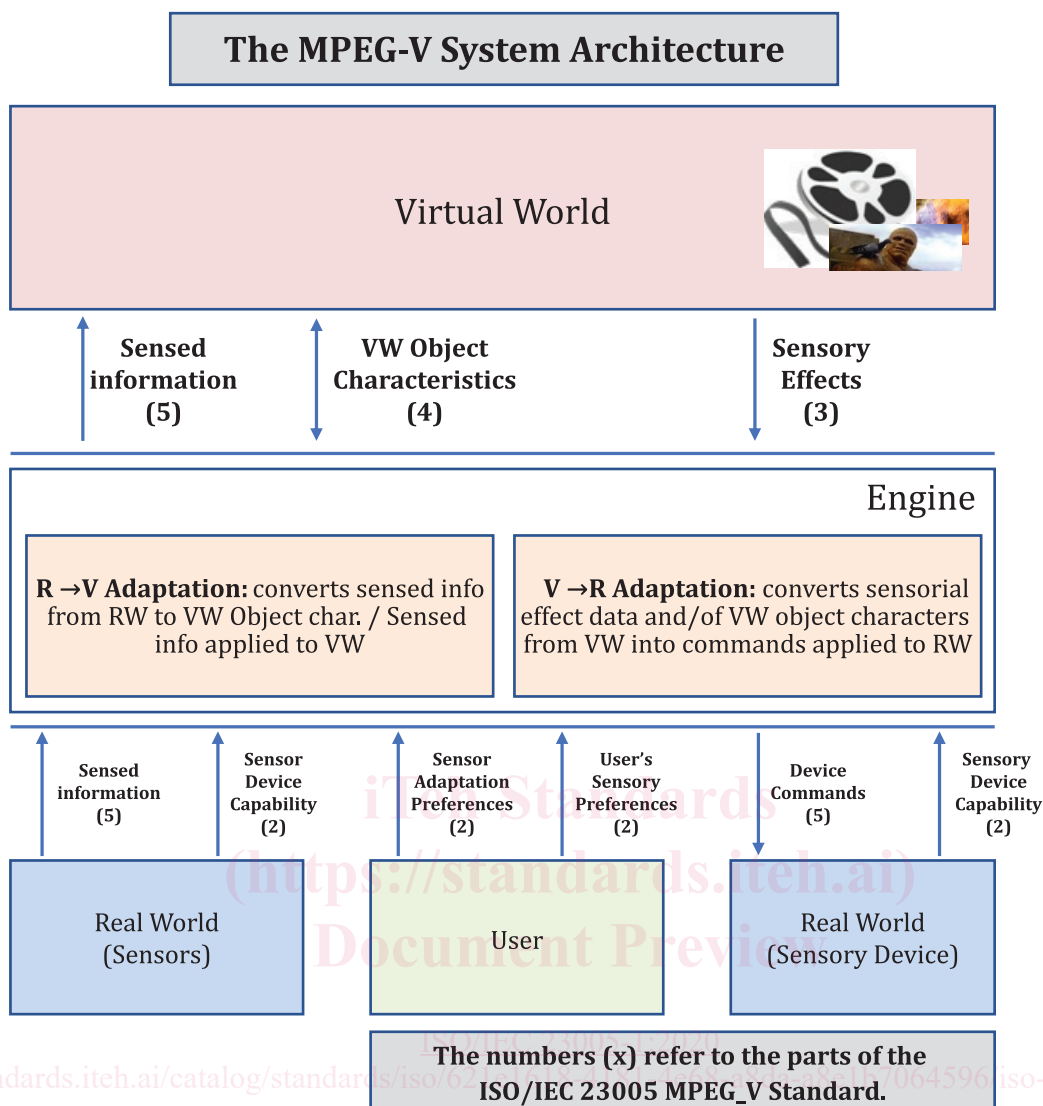 The MPEG-V System Architecture
Virtual World
Sensed
information
(5)
VW Object
Characteristics
(4)
Sensory
Effects
(3)
Engine
R →V Adaptation: converts sensed info
from RW to VW Object char. / Sensed
info applied to VW
V →R Adaptation: converts sensorial
effect data and/of VW object characters
from VW into commands applied to RW
Sensed
information
(5)
Sensor
Device
Capability
(2)
Sensor
Adaptation
Preferences
(2)
User's
Sensory
Preferences
(2)
Device
Commands
(5)
Sensory
Device
Capability
(2)
iTeh Standards
(https://standards.iteh.ai)
Document Preview
Real World
(Sensors)
User
Real World
(Sensory Device)
ISO/IEC 23005-1:2020
The numbers (x) refer to the parts of the
ISO/IEC 23005 MPEG_V Standard.